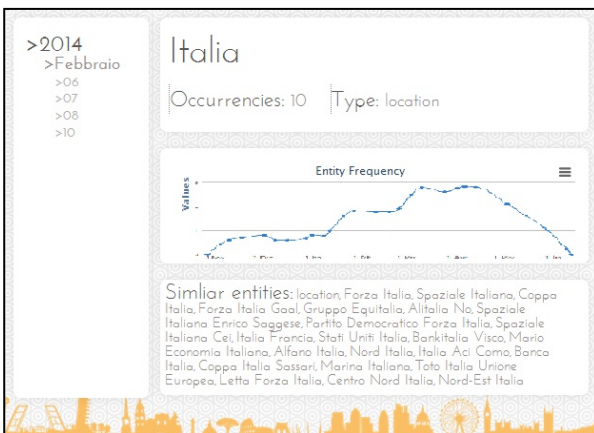 >2014
>Febbraio
>06
>07
>08
>10
Italia
Occurrencies: 10 Type: location
Entity Frequency
Values
Simliar entities: location, Forza Italia, Spaziale Italiana, Coppa
Italia, Forza Italia Gaal, Gruppo Equitalia, Alitalia No, Spaziale
Italiana Enrico Saggese, Partito Democratico Forza Italia, Spaziale
Italiana Cei, Italia Francia, Stati Uniti Italia, Bankitalia Visco, Mario
Economia Italiana, Alfano Italia, Nord Italia, Italia Aci Como, Banca
Italia, Coppa Italia Sassari, Marina Italiana, Toto Italia Unione
Europea, Letta Forza Italia, Centro Nord Italia, Nord-Est Italia